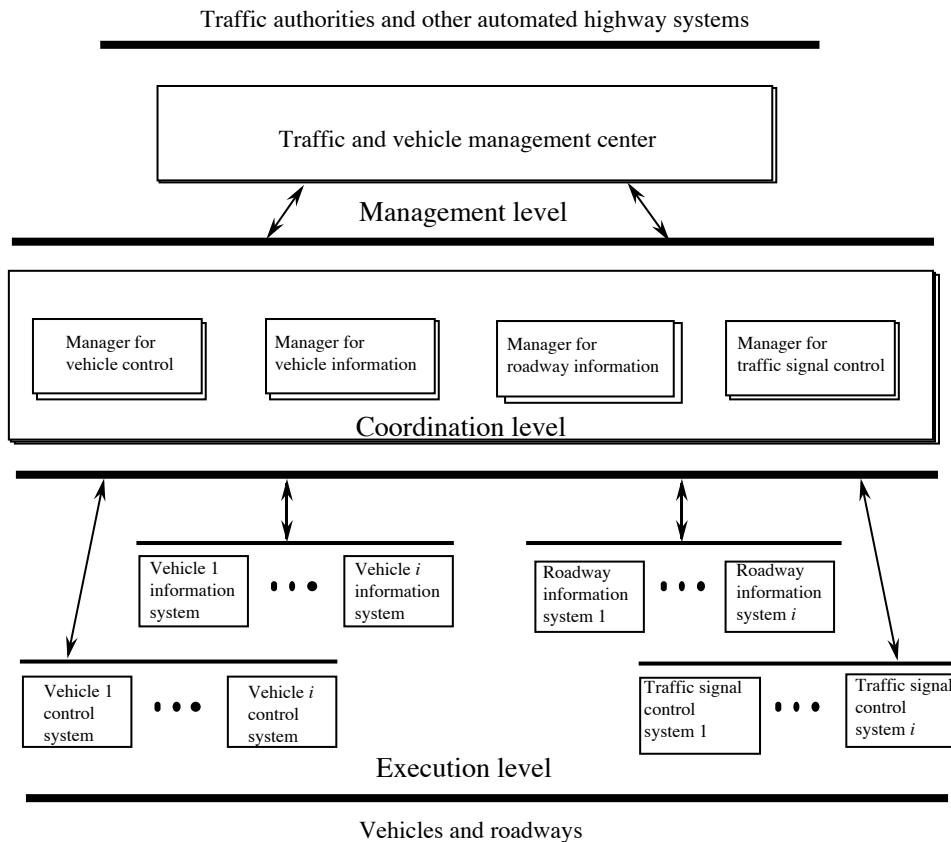 Traffic authorities and other automated highway systems
Traffic and vehicle management center
Management level
Manager for
vehicle control
Manager for
vehicle information
Manager for
roadway information
Manager for
traffic signal control
Coordination level
Vehicle 1
information
system
Vehicle i
information
system
Roadway
information
system 1
Roadway
information
system i
Vehicle 1
control
system
Vehicle i
control
system
Traffic signal
control
system 1
Traffic signal
control
system i
Execution level
Vehicles and roadways